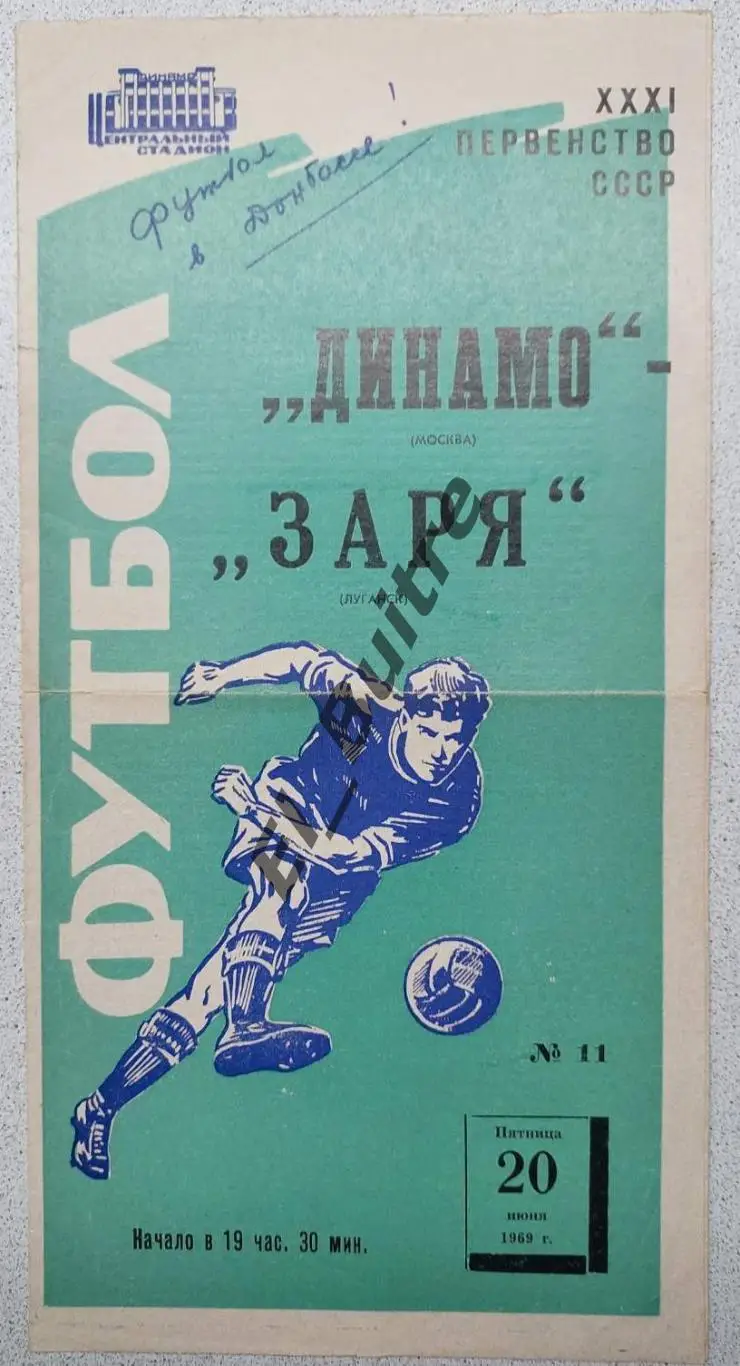 ДИНАМО
ЦЕНТРАЛЬНЫЙ
СТАДИОН
XXXI
ПЕРВЕНСТВО
СССР
футбол
в Донбассе!
ФУТБОЛ
„ДИНАМО“-
(МОСКВА)
„ЗАРЯ“
(ЛУГАНСК)
El_Buitre
№ 11
Пятница
20
июня
1969 г.
Начало в 19 час. 30 мин.